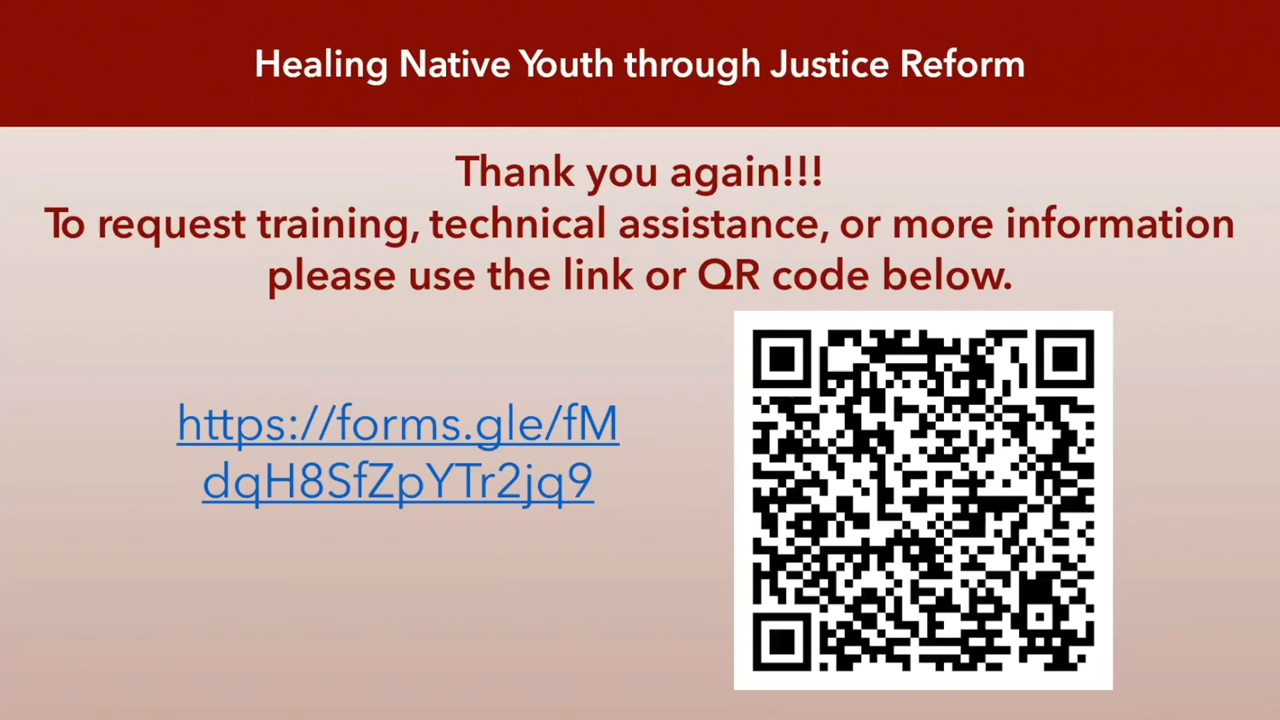 Healing Native Youth through Justice Reform
Thank you again!!!
To request training, technical assistance, or more information
please use the link or QR code below.
https://forms.gle/fM
dqH8SfZpYTr2jq9